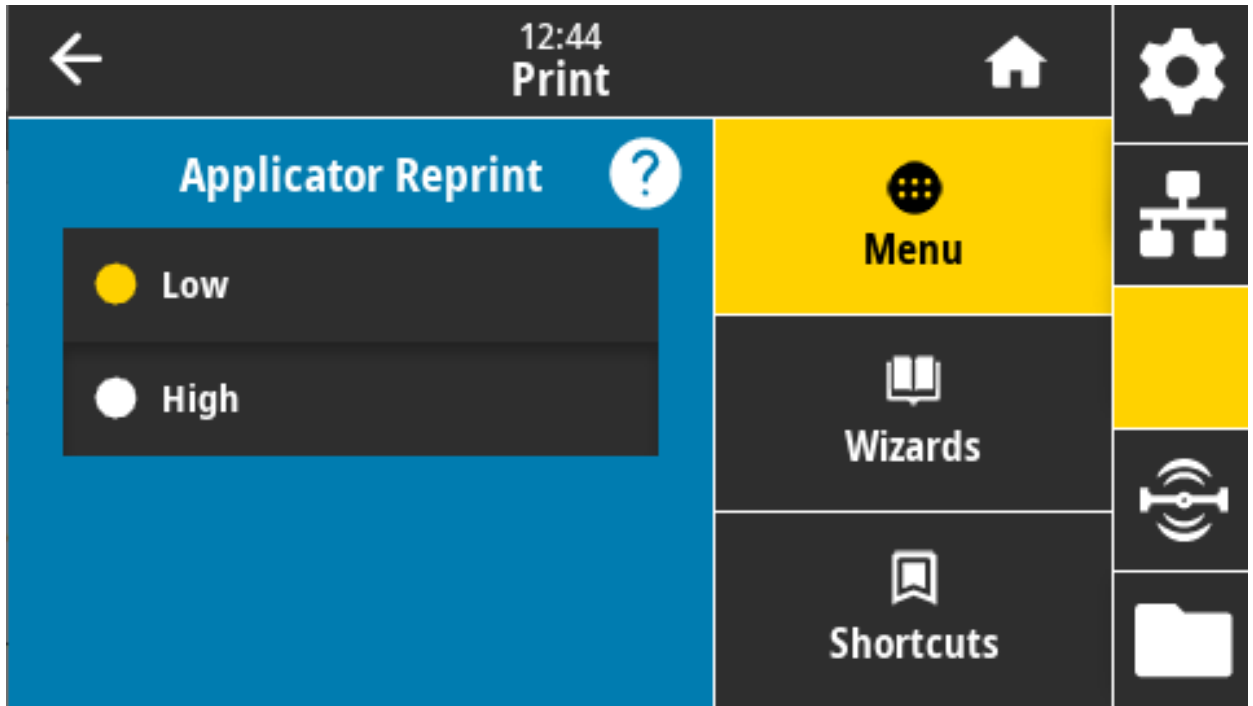 12:44
Print
Applicator Reprint
?
Low
High
Menu
Wizards
Shortcuts